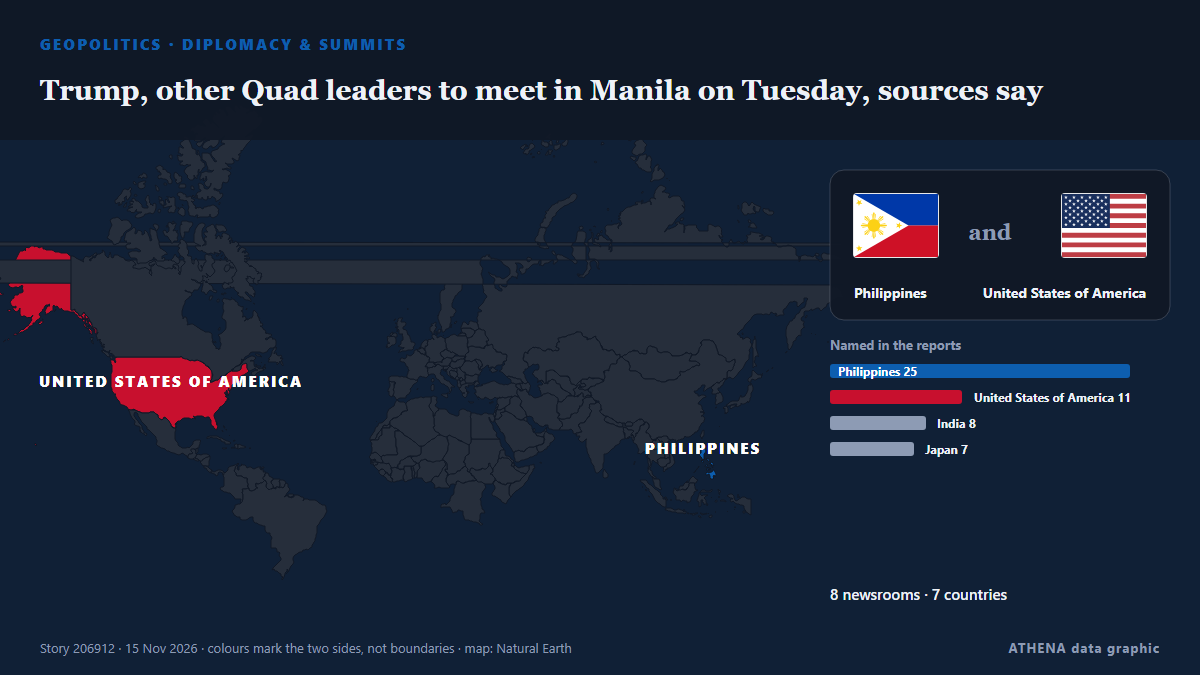 GEOPOLITICS · DIPLOMACY & SUMMITS
Trump, other Quad leaders to meet in Manila on Tuesday, sources say
and
Philippines
United States of America
Named in the reports
Philippines 25
United States of America 11
India 8
Japan 7
UNITED STATES OF AMERICA
PHILIPPINES
8 newsrooms · 7 countries
Story 206912 · 15 Nov 2026 · colours mark the two sides, not boundaries · map: Natural Earth
ATHENA data graphic